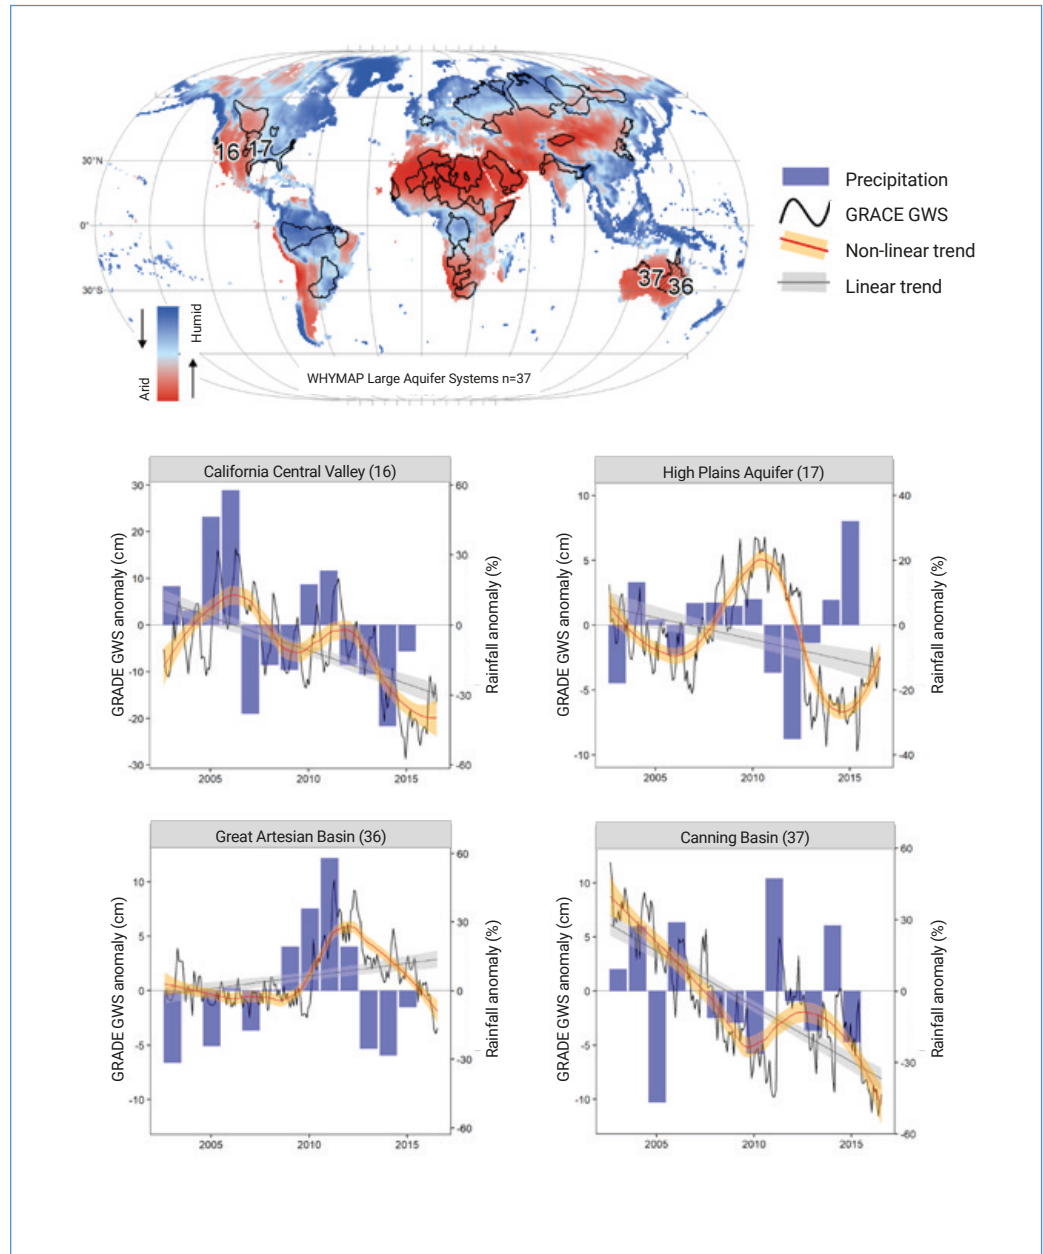 30°N
0°
30°S
16 17
37 36
Humid
Arid
WHYMAP Large Aquifer Systems n=37
Precipitation
GRACE GWS
Non-linear trend
Linear trend
California Central Valley (16)
GRADE GWS anomaly (cm)
30
20
10
0
-10
-20
-30
60
30
0
-30
-60
Rainfall anomaly (%)
2005 2010 2015
High Plains Aquifer (17)
GRADE GWS anomaly (cm)
10
5
0
-5
-10
40
20
0
-20
-40
Rainfall anomaly (%)
2005 2010 2015
Great Artesian Basin (36)
GRADE GWS anomaly (cm)
10
5
0
-5
-10
60
30
0
-30
-60
Rainfall anomaly (%)
2005 2010 2015
Canning Basin (37)
GRADE GWS anomaly (cm)
10
5
0
-5
-10
60
30
0
-30
-60
Rainfall anomaly (%)
2005 2010 2015